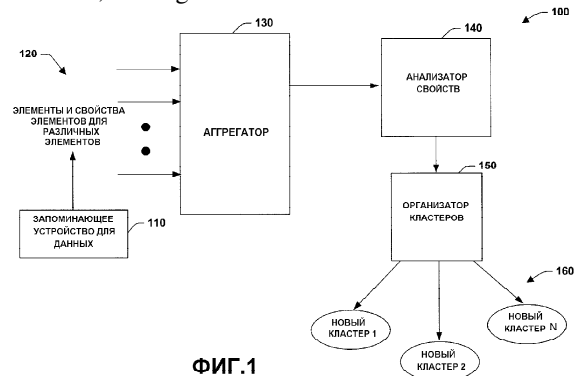 100
130
140
120
АНАЛИЗАТОР
СВОЙСТВ
ЭЛЕМЕНТЫ И СВОЙСТВА
ЭЛЕМЕНТОВ ДЛЯ
РАЗЛИЧНЫХ
ЭЛЕМЕНТОВ
АГГРЕГАТОР
150
ОРГАНИЗАТОР
КЛАСТЕРОВ
ЗАПОМИНАЮЩЕЕ
УСТРОЙСТВО ДЛЯ
ДАННЫХ
110
160
НОВЫЙ
КЛАСТЕР 1
НОВЫЙ
КЛАСТЕР 2
НОВЫЙ
КЛАСТЕР N
ФИГ.1